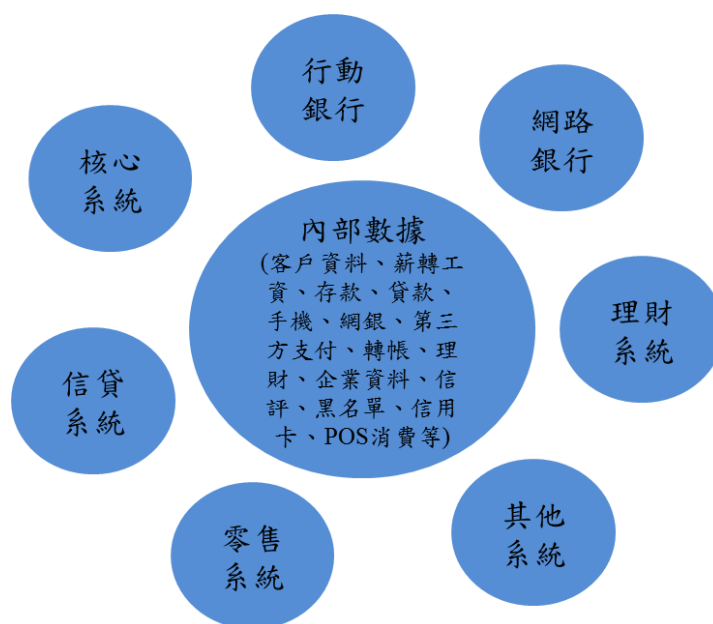 行動
銀行
網路
銀行
核心
系統
內部數據
(客戶資料、薪轉工
資、存款、貸款、
手機、網銀、第三
方支付、轉帳、理
財、企業資料、信
評、黑名單、信用
卡、POS消費等)
理財
系統
信貸
系統
其他
系統
零售
系統